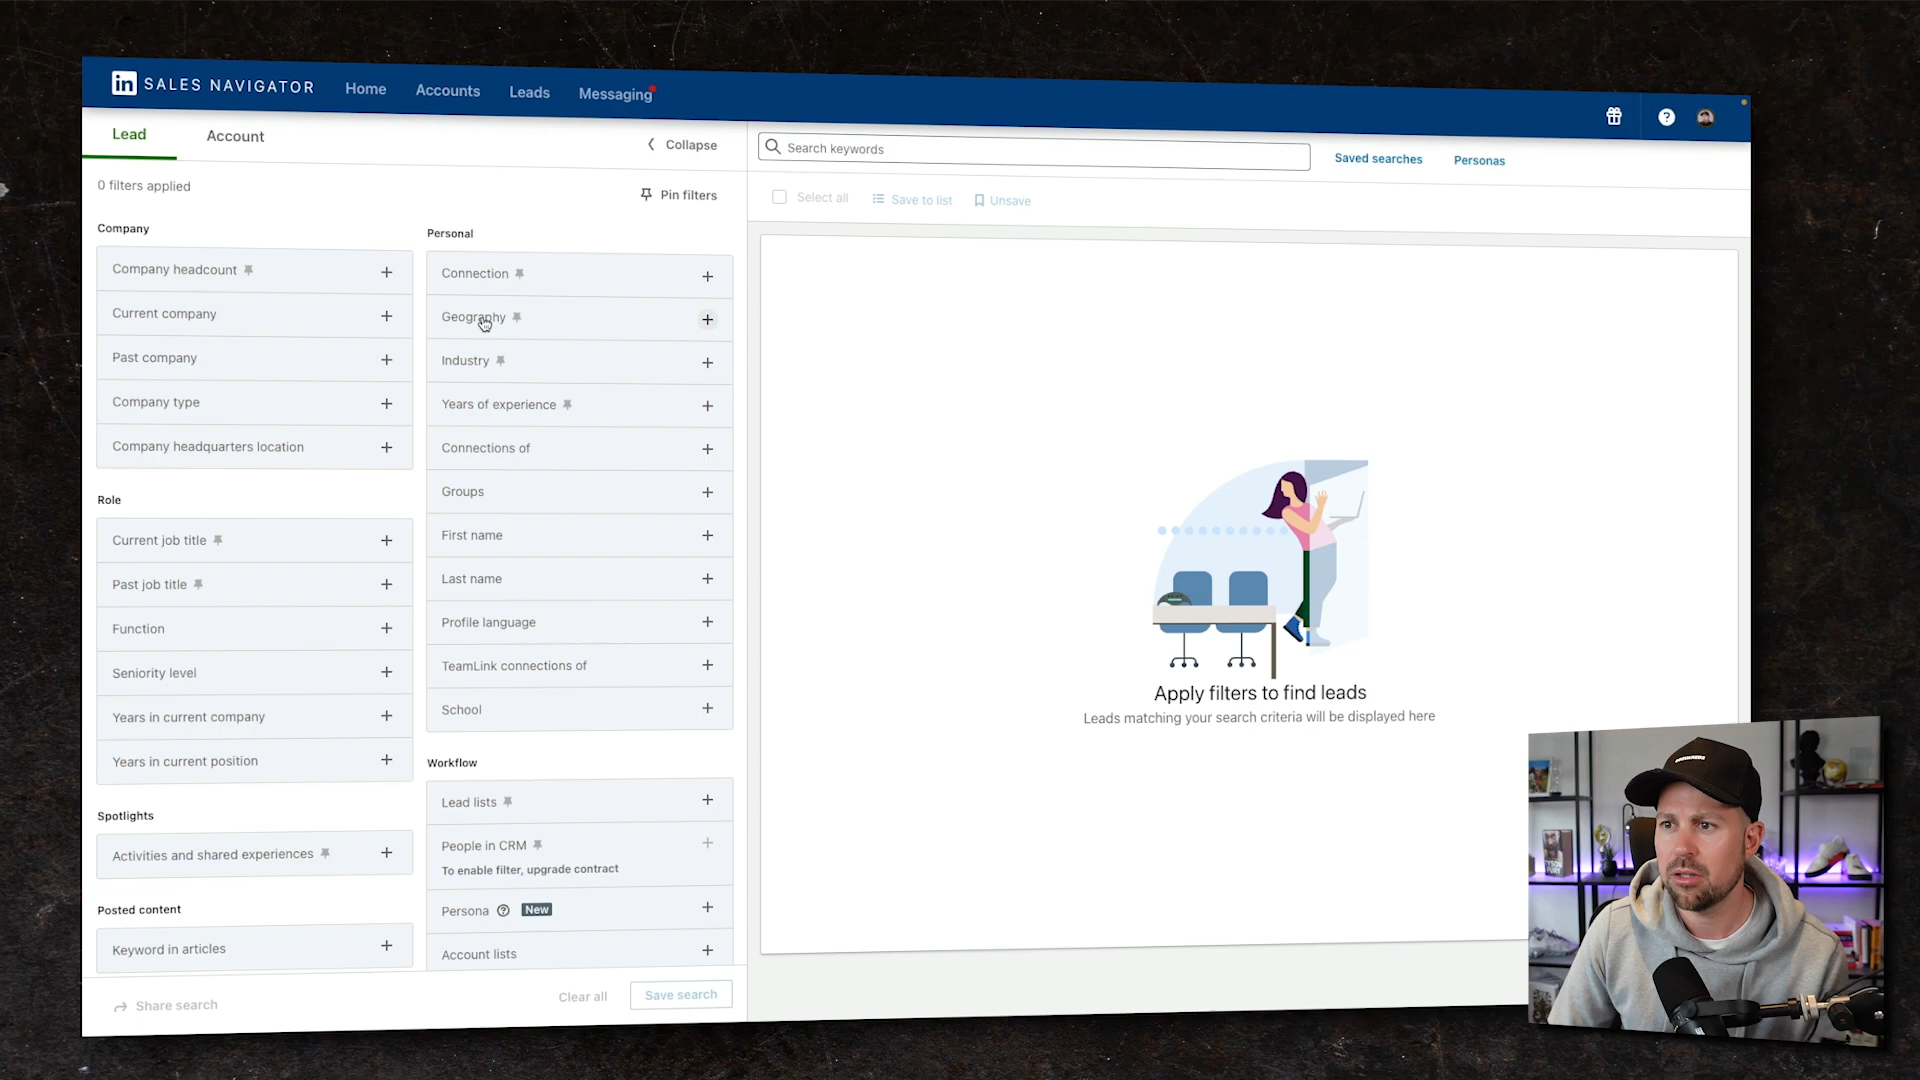 in SALES NAVIGATOR Home Accounts Leads Messaging
?
Lead Account Collapse
Search keywords
Saved searches Personas
0 filters applied Pin filters
Select all Save to list Unsave
Company
Company headcount
Current company
Past company
Company type
Company headquarters location
Role
Current job title
Past job title
Function
Seniority level
Years in current company
Years in current position
Spotlights
Activities and shared experiences
Posted content
Keyword in articles
Personal
Connection
Geography
Industry
Years of experience
Connections of
Groups
First name
Last name
Profile language
TeamLink connections of
School
Workflow
Lead lists
People in CRM
To enable filter, upgrade contract
Persona ? New
Account lists
Share search Clear all Save search
Apply filters to find leads
Leads matching your search criteria will be displayed here